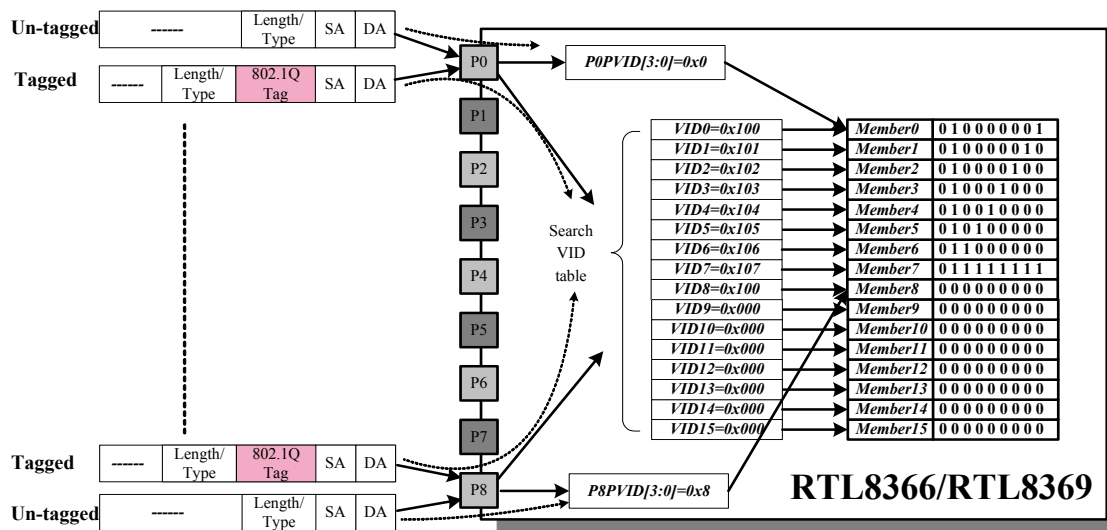 Un-tagged
------
Length/
Type
SA
DA
Tagged
------
Length/
Type
802.1Q
Tag
SA
DA
P0
P0PVID[3:0]=0x0
P1
P2
P3
P4
P5
P6
P7
P8
Search
VID
table
VID0=0x100 Member0 0 1 0 0 0 0 0 0 1
VID1=0x101 Member1 0 1 0 0 0 0 0 1 0
VID2=0x102 Member2 0 1 0 0 0 0 1 0 0
VID3=0x103 Member3 0 1 0 0 0 1 0 0 0
VID4=0x104 Member4 0 1 0 0 1 0 0 0 0
VID5=0x105 Member5 0 1 0 1 0 0 0 0 0
VID6=0x106 Member6 0 1 1 0 0 0 0 0 0
VID7=0x107 Member7 0 1 1 1 1 1 1 1 1
VID8=0x100 Member8 0 0 0 0 0 0 0 0 0
VID9=0x000 Member9 0 0 0 0 0 0 0 0 0
VID10=0x000 Member10 0 0 0 0 0 0 0 0 0
VID11=0x000 Member11 0 0 0 0 0 0 0 0 0
VID12=0x000 Member12 0 0 0 0 0 0 0 0 0
VID13=0x000 Member13 0 0 0 0 0 0 0 0 0
VID14=0x000 Member14 0 0 0 0 0 0 0 0 0
VID15=0x000 Member15 0 0 0 0 0 0 0 0 0
Tagged
------
Length/
Type
802.1Q
Tag
SA
DA
Un-tagged
------
Length/
Type
SA
DA
P8PVID[3:0]=0x8
RTL8366/RTL8369